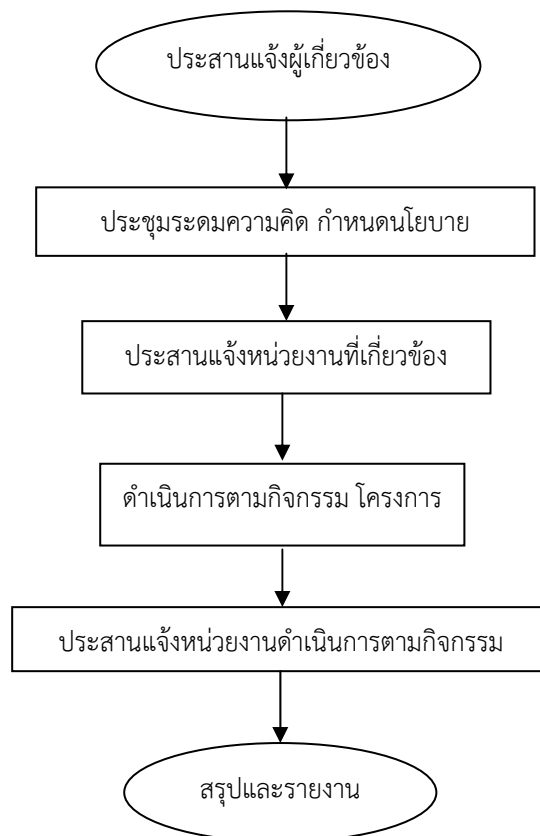 ประสานแจ้งผู้เกี่ยวข้อง
ประชุมระดมความคิด กำหนดนโยบาย
ประสานแจ้งหน่วยงานที่เกี่ยวข้อง
ดำเนินการตามกิจกรรม โครงการ
ประสานแจ้งหน่วยงานดำเนินการตามกิจกรรม
สรุปและรายงาน